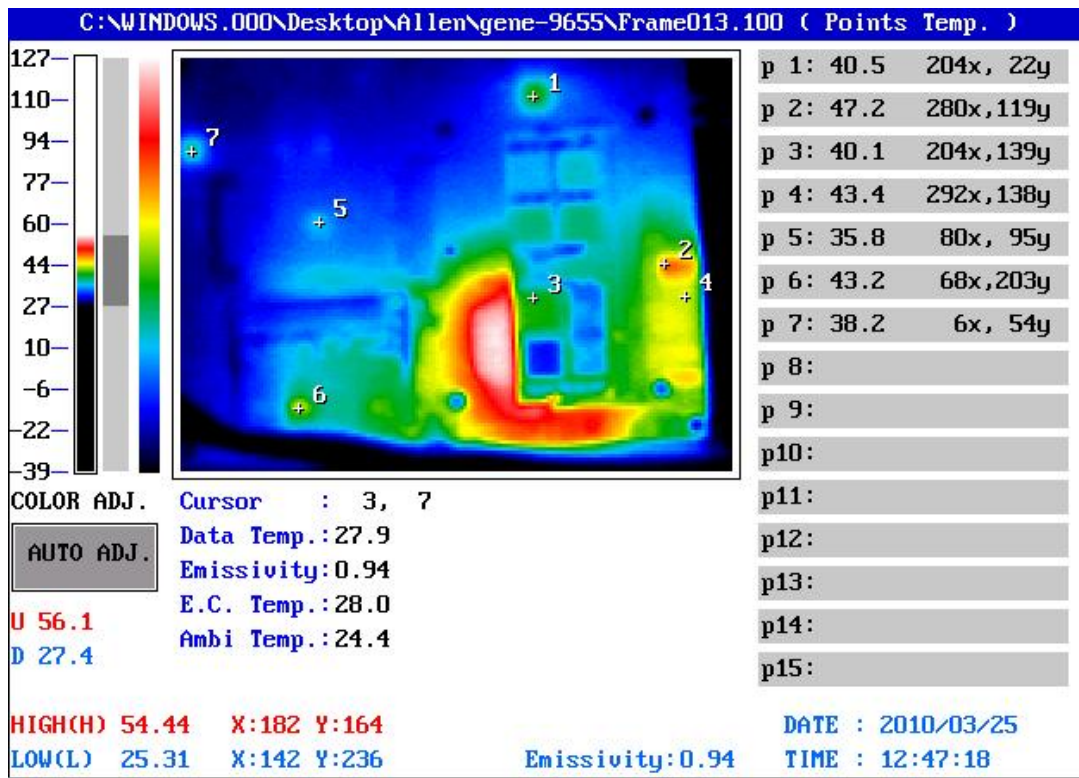 C:\WINDOWS.000\Desktop\Allen\gene-9655\Frame013.100 ( Points Temp. )
127
110
94
77
60
44
27
10
-6
-22
-39
1
7
5
2
3
4
6
p 1: 40.5 204x, 22y
p 2: 47.2 280x,119y
p 3: 40.1 204x,139y
p 4: 43.4 292x,138y
p 5: 35.8 80x, 95y
p 6: 43.2 68x,203y
p 7: 38.2 6x, 54y
p 8:
p 9:
p10:
p11:
p12:
p13:
p14:
p15:
COLOR ADJ.
AUTO ADJ.
Cursor : 3, 7
Data Temp.:27.9
Emissivity:0.94
E.C. Temp.:28.0
Ambi Temp.:24.4
U 56.1
D 27.4
HIGH(H) 54.44 X:182 Y:164
LOW(L) 25.31 X:142 Y:236
Emissivity:0.94
DATE : 2010/03/25
TIME : 12:47:18